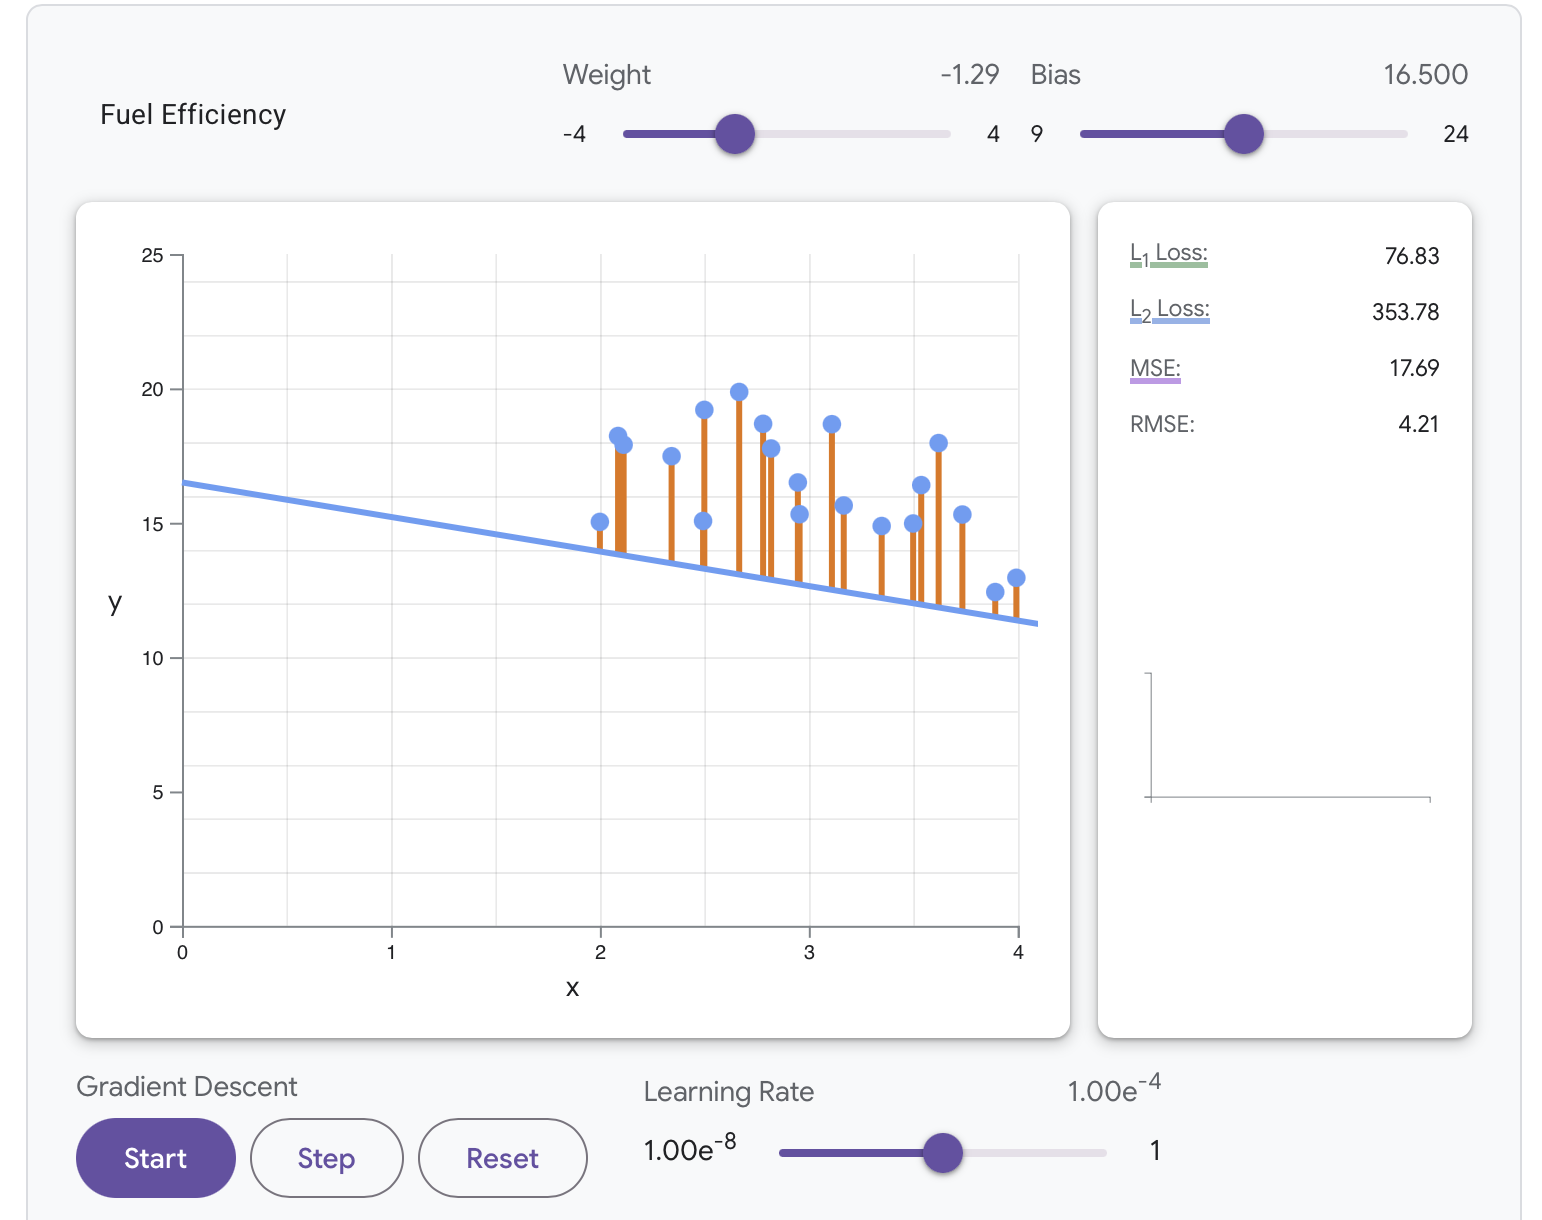 Weight -1.29 Bias 16.500
Fuel Efficiency
-4 4 9 24
L₁ Loss: 76.83
L₂ Loss: 353.78
MSE: 17.69
RMSE: 4.21
25
20
15
y
10
5
0
0 1 2 3 4
x
Gradient Descent
Learning Rate 1.00e⁻⁴
Start Step Reset
1.00e⁻⁸ 1